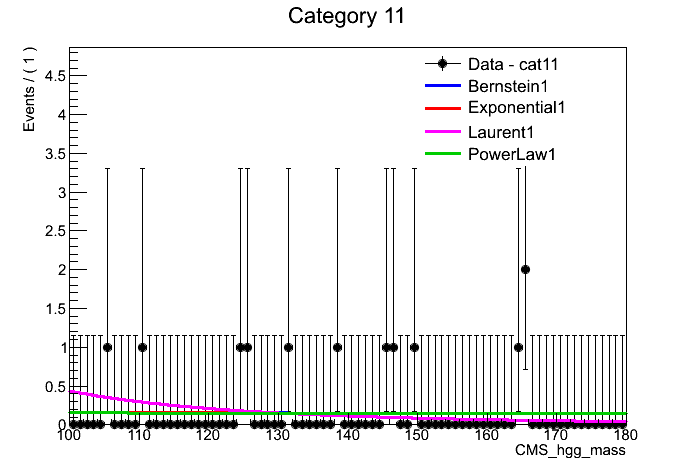 Category 11
Events / ( 1 )
Data - cat11
Bernstein1
Exponential1
Laurent1
PowerLaw1
4.5
4
3.5
3
2.5
2
1.5
1
0.5
0
100 110 120 130 140 150 160 170 180
CMS_hgg_mass